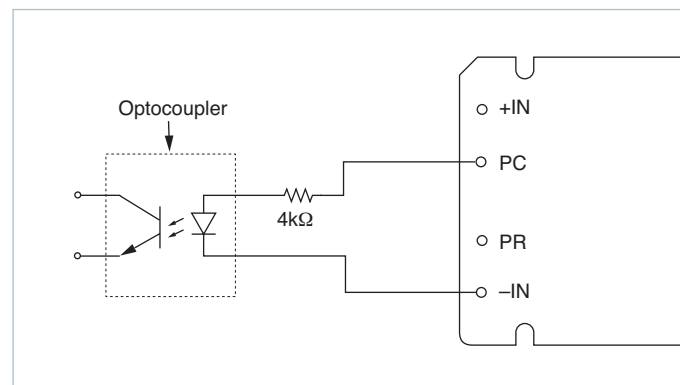 Optocoupler
4kΩ
+IN
PC
PR
–IN